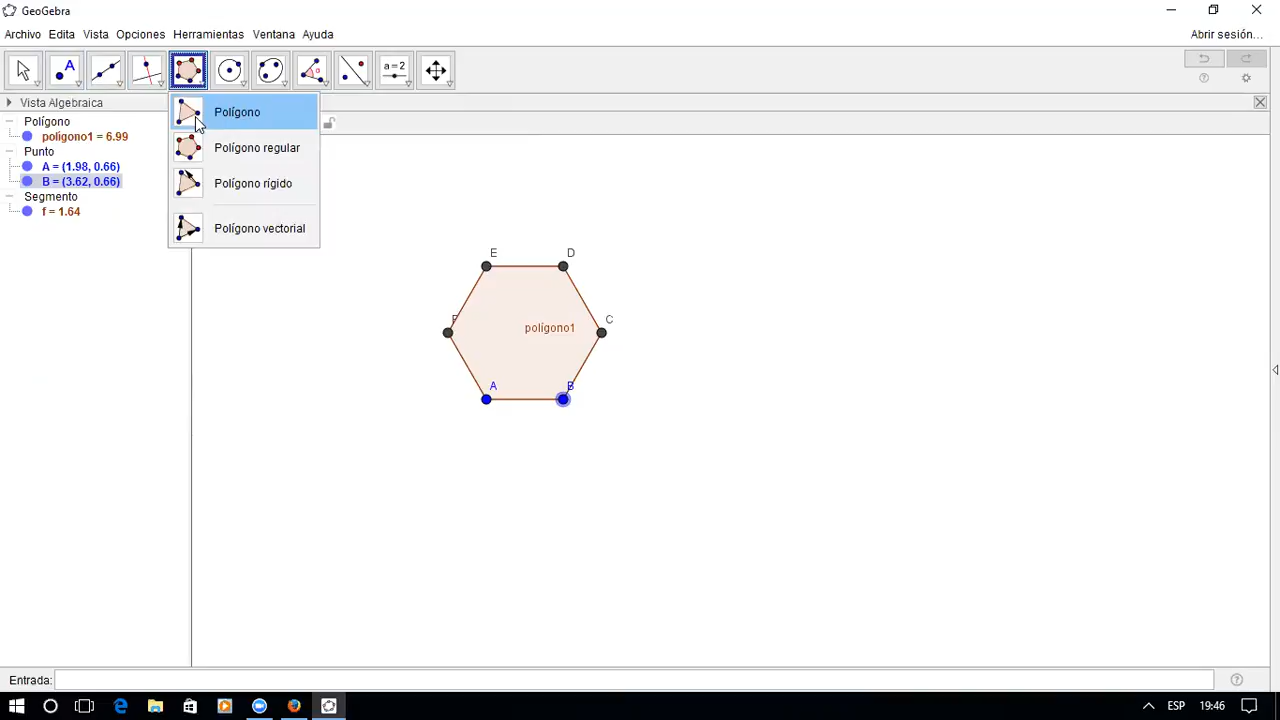 GeoGebra
Archivo Edita Vista Opciones Herramientas Ventana Ayuda
Abrir sesión...
A
α
a = 2
Vista Algebraica
Polígono
polígono1 = 6.99
Punto
A = (1.98, 0.66)
B = (3.62, 0.66)
Segmento
f = 1.64
Polígono
Polígono regular
Polígono rígido
Polígono vectorial
E D
F polígono1 C
A B
Entrada:
ESP 19:46